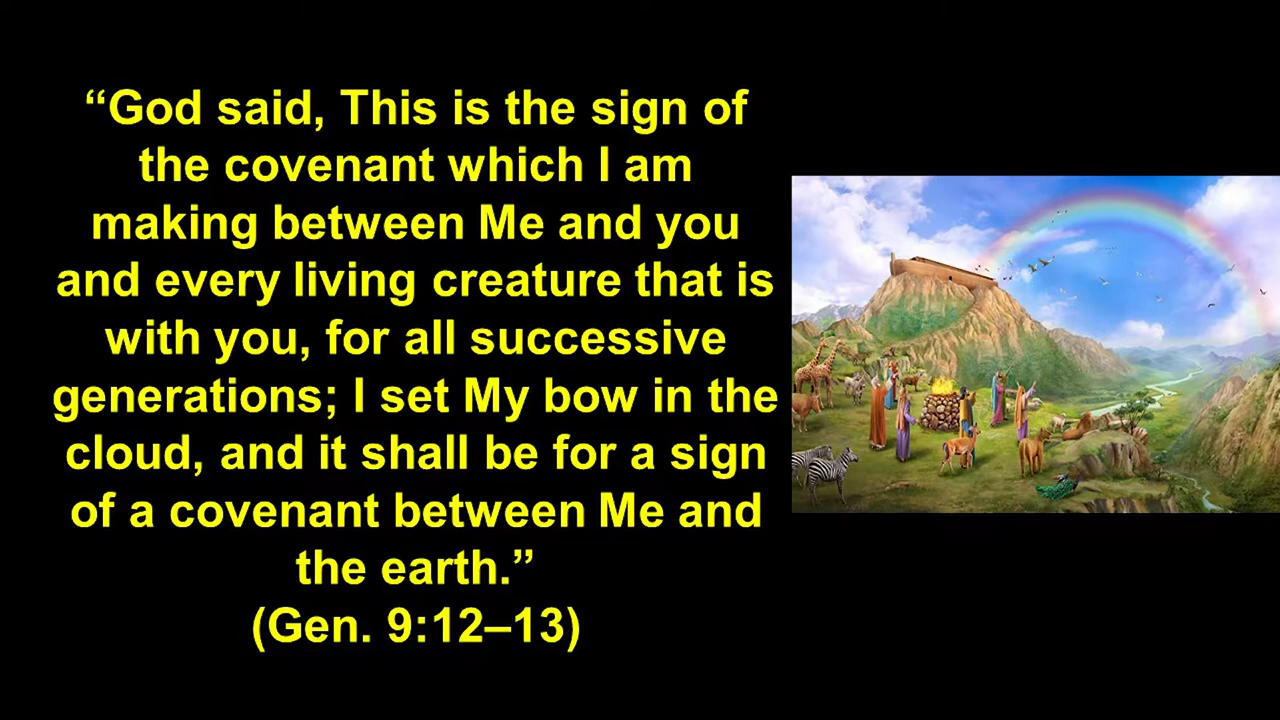 “God said, This is the sign of
the covenant which I am
making between Me and you
and every living creature that is
with you, for all successive
generations; I set My bow in the
cloud, and it shall be for a sign
of a covenant between Me and
the earth.”
(Gen. 9:12–13)